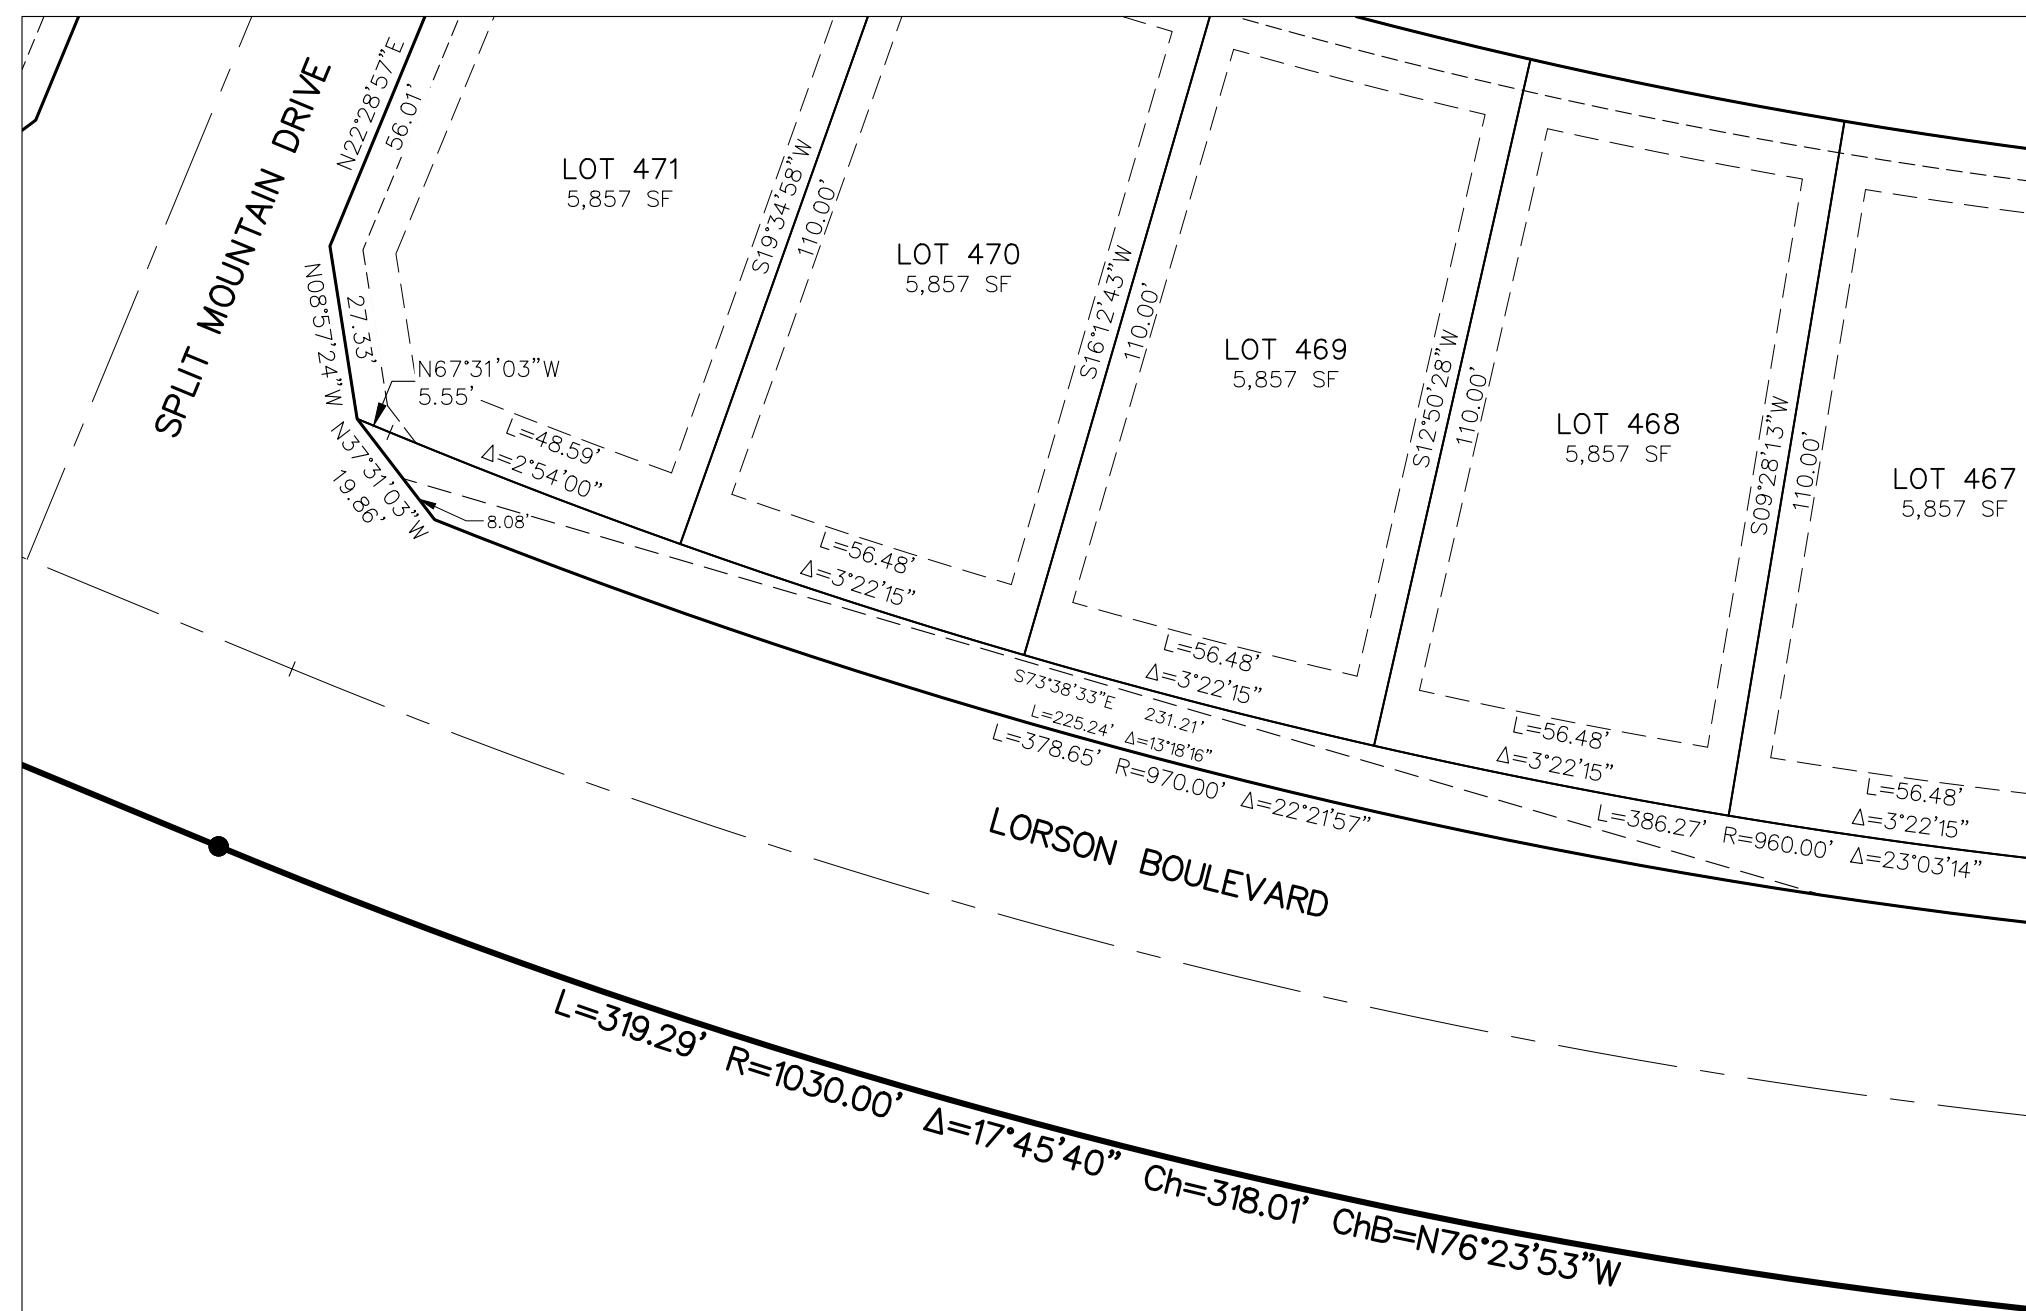 SPLIT MOUNTAIN DRIVE
N22°28'57"E
56.01'
N08°57'24"W
27.33'
N67°31'03"W
5.55'
N37°31'03"W
19.86'
8.08'
LOT 471
5,857 SF
L=48.59'
Δ=2°54'00"
S19°34'58"W
110.00'
LOT 470
5,857 SF
L=56.48'
Δ=3°22'15"
S16°12'43"W
110.00'
LOT 469
5,857 SF
L=56.48'
Δ=3°22'15"
S12°50'28"W
110.00'
LOT 468
5,857 SF
L=56.48'
Δ=3°22'15"
S09°28'13"W
110.00'
LOT 467
5,857 SF
L=56.48'
Δ=3°22'15"
S73°38'33"E 231.21'
L=225.24' Δ=13°18'16"
L=378.65' R=970.00' Δ=22°21'57"
L=386.27' R=960.00' Δ=23°03'14"
LORSON BOULEVARD
L=319.29' R=1030.00' Δ=17°45'40" Ch=318.01' ChB=N76°23'53"W